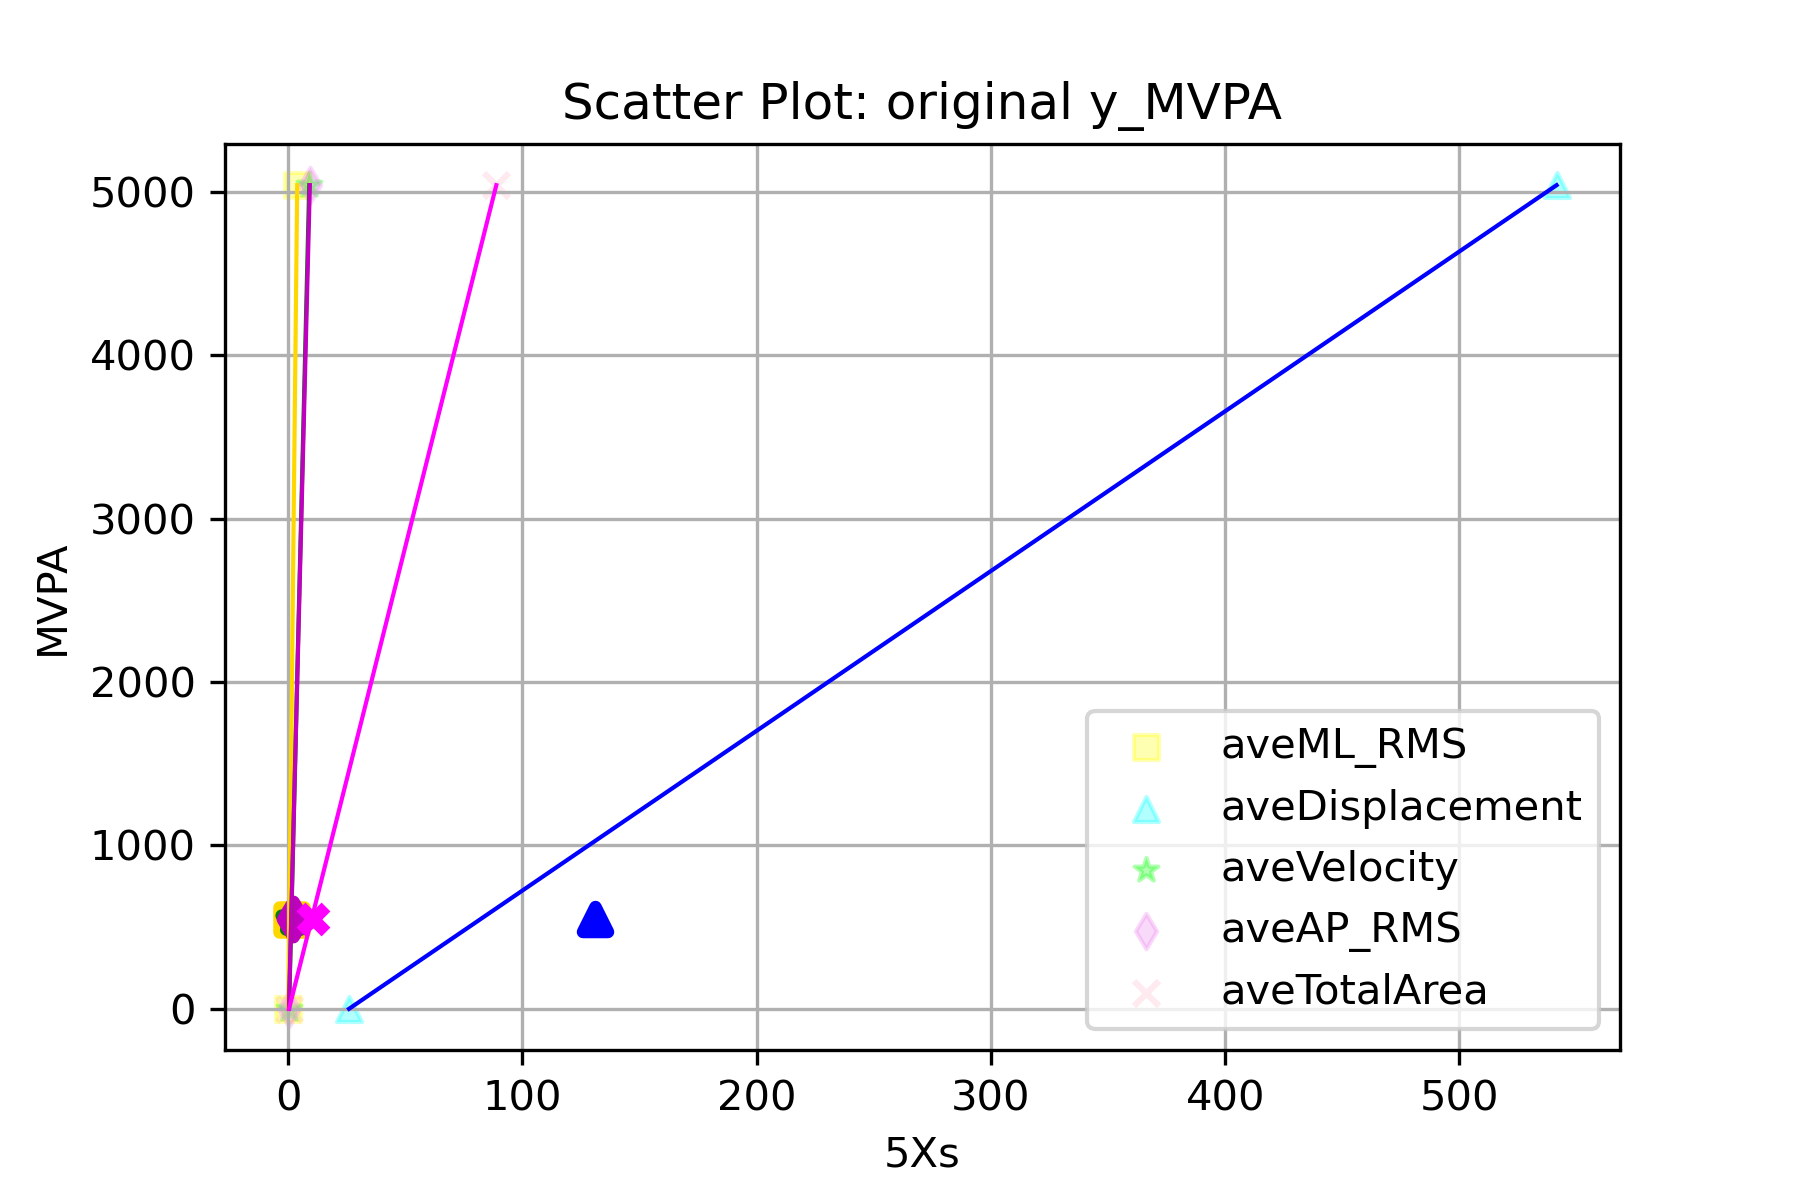 Scatter Plot: original y_MVPA
5000
4000
3000
2000
1000
0
MVPA
aveML_RMS
aveDisplacement
aveVelocity
aveAP_RMS
aveTotalArea
0 100 200 300 400 500
5Xs